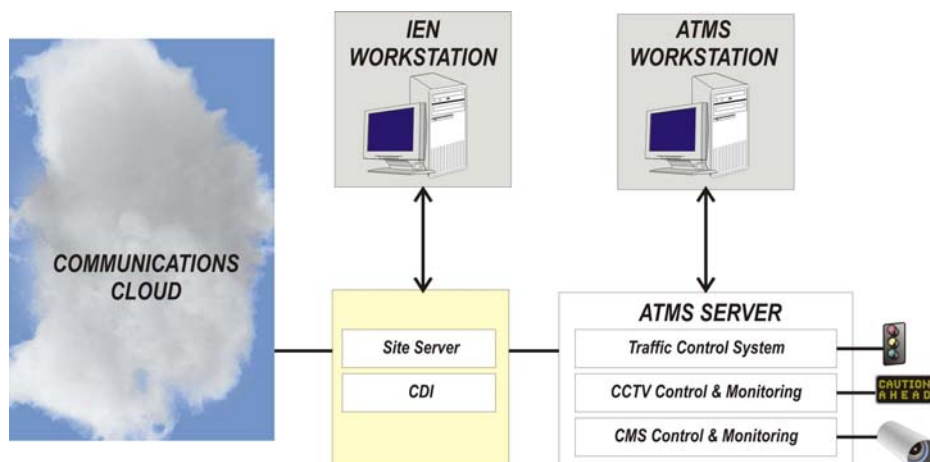 IEN
WORKSTATION
ATMS
WORKSTATION
COMMUNICATIONS
CLOUD
ATMS SERVER
Site Server
CDI
Traffic Control System
CCTV Control & Monitoring
CMS Control & Monitoring
CAUTION
AHEAD